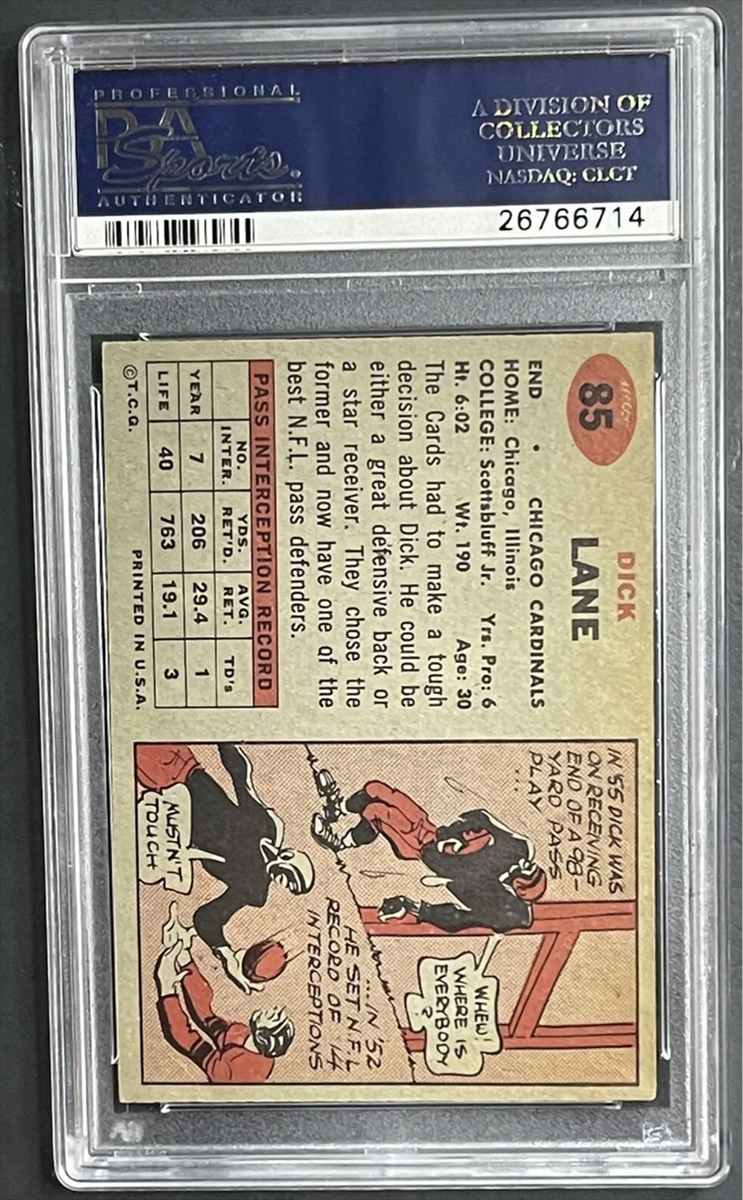 PROFESSIONAL
PSA
Sports®
AUTHENTICATOR
A DIVISION OF
COLLECTORS
UNIVERSE
NASDAQ: CLCT
26766714
85
DICK
LANE
END • CHICAGO CARDINALS
HOME: Chicago, Illinois
COLLEGE: Scottsbluff Jr. Yrs. Pro: 6
Ht. 6:02 Wt. 190 Age: 30
The Cards had to make a tough
decision about Dick. He could be
either a great defensive back or
a star receiver. They chose the
former and now have one of the
best N.F.L. pass defenders.
PASS INTERCEPTION RECORD
NO. INTER. YDS. RET'D. AVG. RET. TD's
YEAR 7 206 29.4 1
LIFE 40 763 19.1 3
©T.C.G. PRINTED IN U.S.A.
IN '55 DICK WAS
ON RECEIVING
END OF A 98-
YARD PASS
PLAY
...
WHEW!
WHERE IS
EVERYBODY
?
...IN '52
HE SET N.F.L
RECORD OF 14
INTERCEPTIONS
MUSTN'T
TOUCH